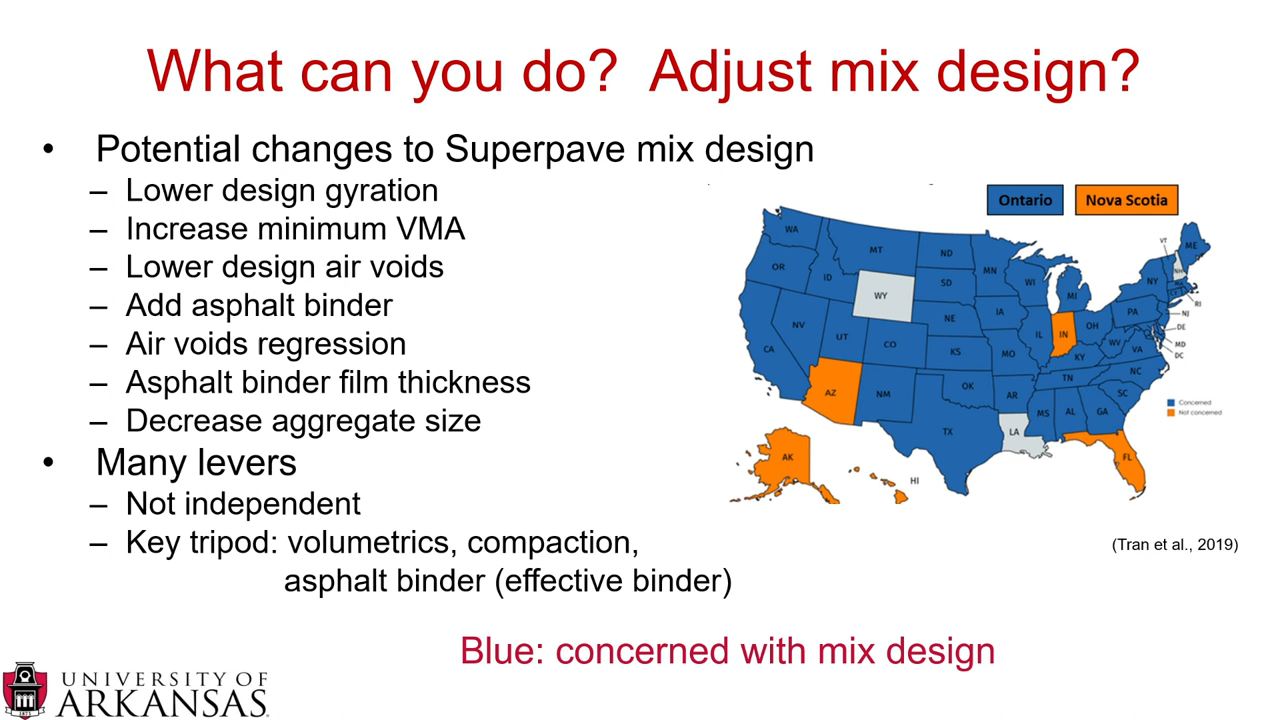 What can you do?  Adjust mix design?
• Potential changes to Superpave mix design
– Lower design gyration
– Increase minimum VMA
– Lower design air voids
– Add asphalt binder
– Air voids regression
– Asphalt binder film thickness
– Decrease aggregate size
• Many levers
– Not independent
– Key tripod: volumetrics, compaction,
asphalt binder (effective binder)
Ontario
Nova Scotia
WA
MT
ND
MN
VT
ME
OR
ID
SD
WI
MI
NY
NH
WY
RI
NE
IA
PA
NJ
NV
UT
CO
IL
IN
OH
DE
MD
DC
CA
KS
MO
KY
WV
VA
AZ
NM
OK
AR
TN
NC
SC
MS
AL
GA
TX
LA
FL
AK
HI
Concerned
Not concerned
(Tran et al., 2019)
Blue: concerned with mix design
UNIVERSITY OF
ARKANSAS